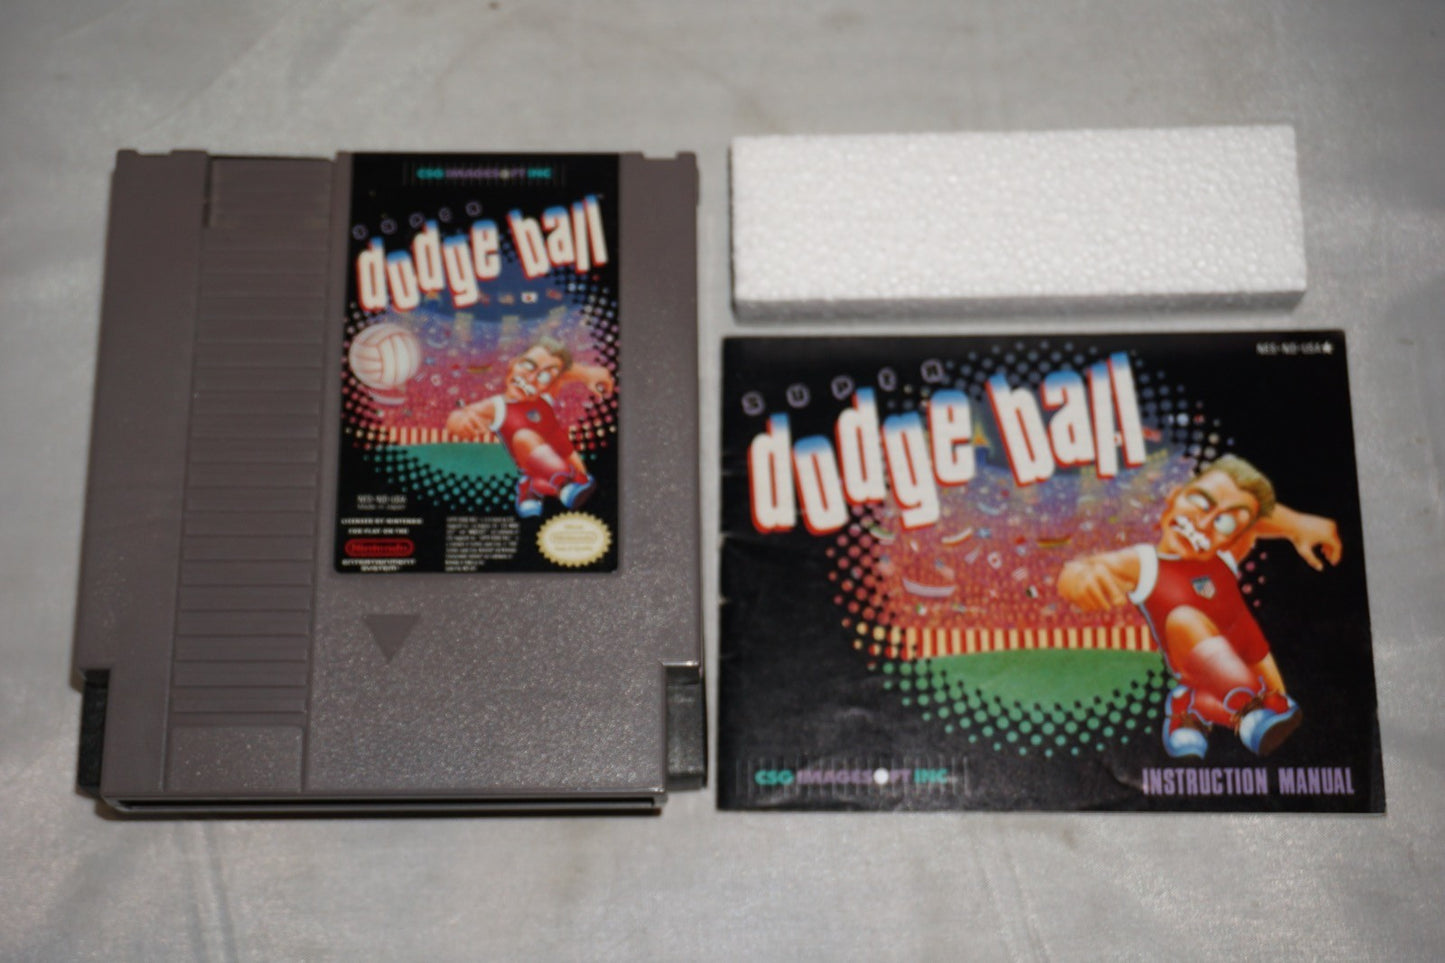 CSG IMAGESOFT INC
SUPER
dodge ball
NES-ND-USA
Made in Japan
LICENSED BY NINTENDO
FOR PLAY ON THE
Nintendo
ENTERTAINMENT
SYSTEM
NES-ND-USA
SUPER
dodge ball
CSG IMAGESOFT INC.
INSTRUCTION MANUAL